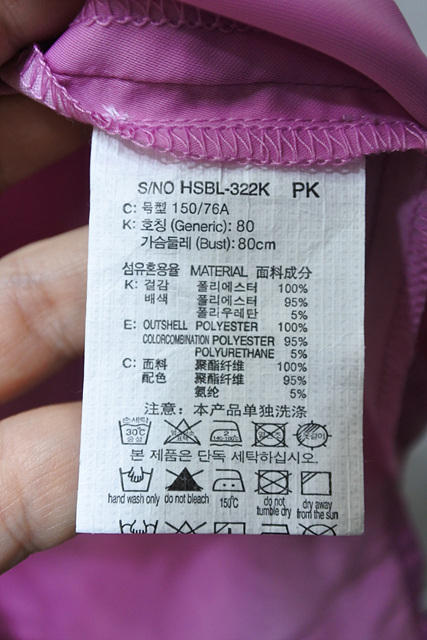 S/NO HSBL-322K PK
C: 号型 150/76A
K: 호칭 (Generic): 80
가슴둘레 (Bust): 80cm
섬유혼용율 MATERIAL 面料成分
K: 겉감 폴리에스터 100%
배색 폴리에스터 95%
폴리우레탄 5%
E: OUTSHELL POLYESTER 100%
COLORCOMBINATION POLYESTER 95%
POLYURETHANE 5%
C: 面料 聚酯纤维 100%
配色 聚酯纤维 95%
氨纶 5%
注意: 本产品单独洗涤
손세탁
30℃
중성
본 제품은 단독 세탁하십시오.
hand wash only do not bleach 150℃ do not tumble dry dry away from the sun